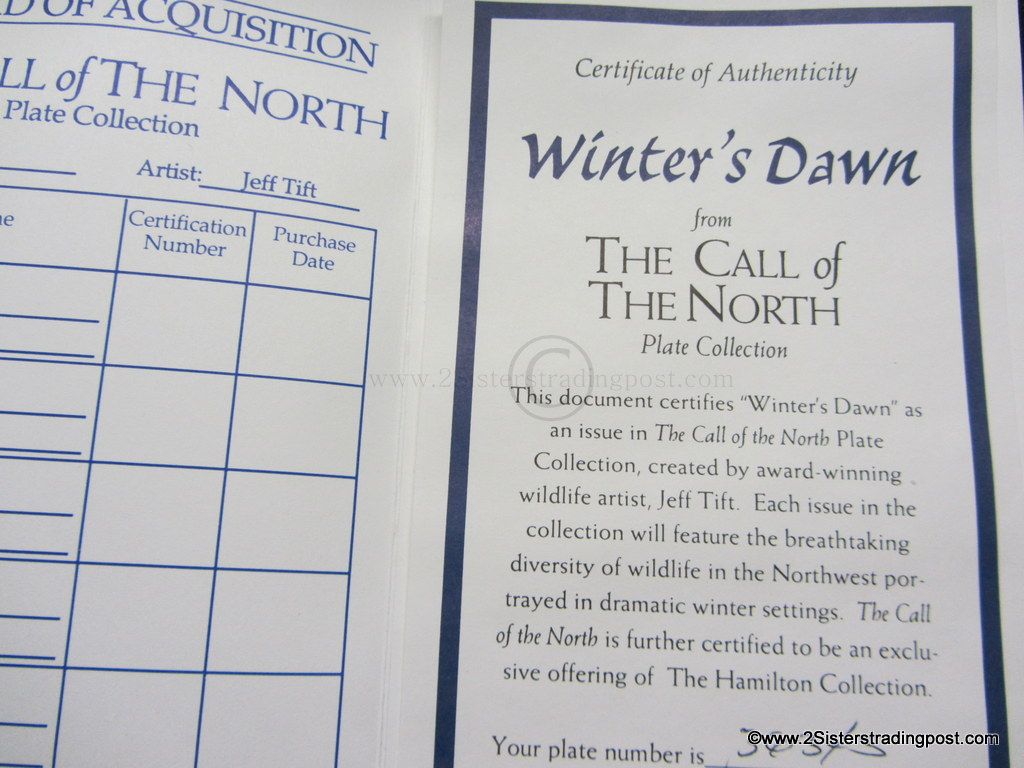 OF ACQUISITION
of THE NORTH
Plate Collection
Artist: Jeff Tift
Certification Number
Purchase Date
Certificate of Authenticity
Winter's Dawn
from
THE CALL of
THE NORTH
Plate Collection
This document certifies "Winter's Dawn" as
an issue in The Call of the North Plate
Collection, created by award-winning
wildlife artist, Jeff Tift. Each issue in the
collection will feature the breathtaking
diversity of wildlife in the Northwest por-
trayed in dramatic winter settings. The Call
of the North is further certified to be an exclu-
sive offering of The Hamilton Collection.
Your plate number is
© www.2Sisterstradingpost.com
©www.2Sisterstradingpost.com